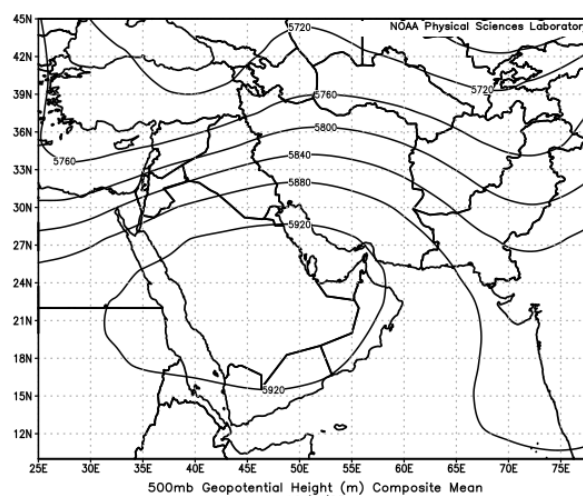 NOAA Physical Sciences Laborator
45N
42N
39N
36N
33N
30N
27N
24N
21N
18N
15N
12N
5720
5720
5760
5760
5800
5840
5880
5920
5920
25E
30E
35E
40E
45E
50E
55E
60E
65E
70E
75E
500mb Geopotential Height (m) Composite Mean